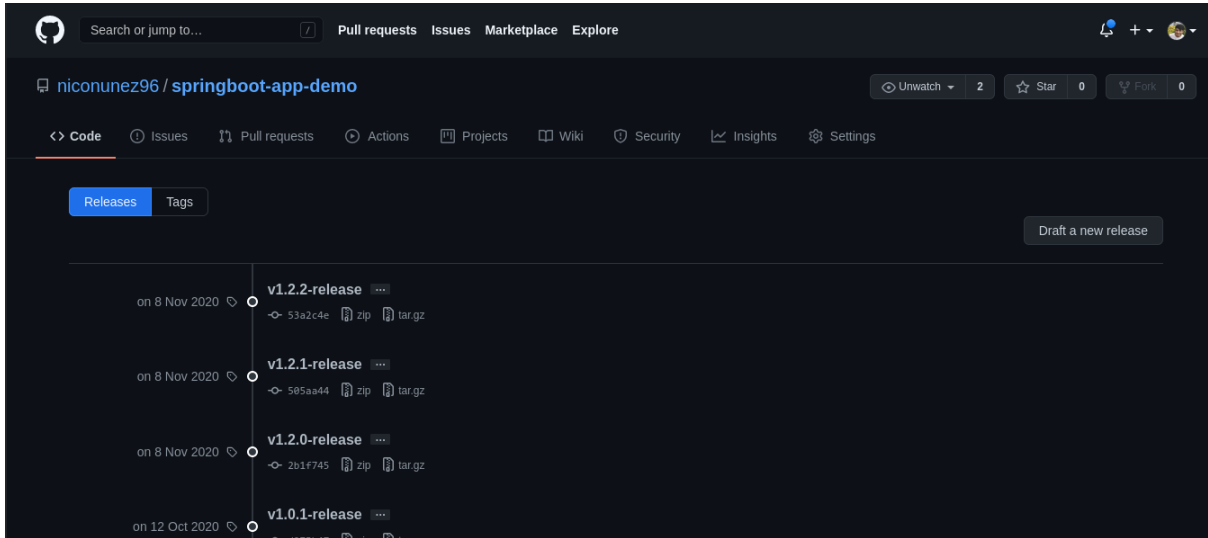 Search or jump to… / Pull requests Issues Marketplace Explore
niconunez96 / springboot-app-demo Unwatch 2 Star 0 Fork 0
<> Code Issues Pull requests Actions Projects Wiki Security Insights Settings
Releases Tags
Draft a new release
v1.2.2-release ...
on 8 Nov 2020
53a2c4e zip tar.gz
v1.2.1-release ...
on 8 Nov 2020
505aa44 zip tar.gz
v1.2.0-release ...
on 8 Nov 2020
2b1f745 zip tar.gz
v1.0.1-release ...
on 12 Oct 2020